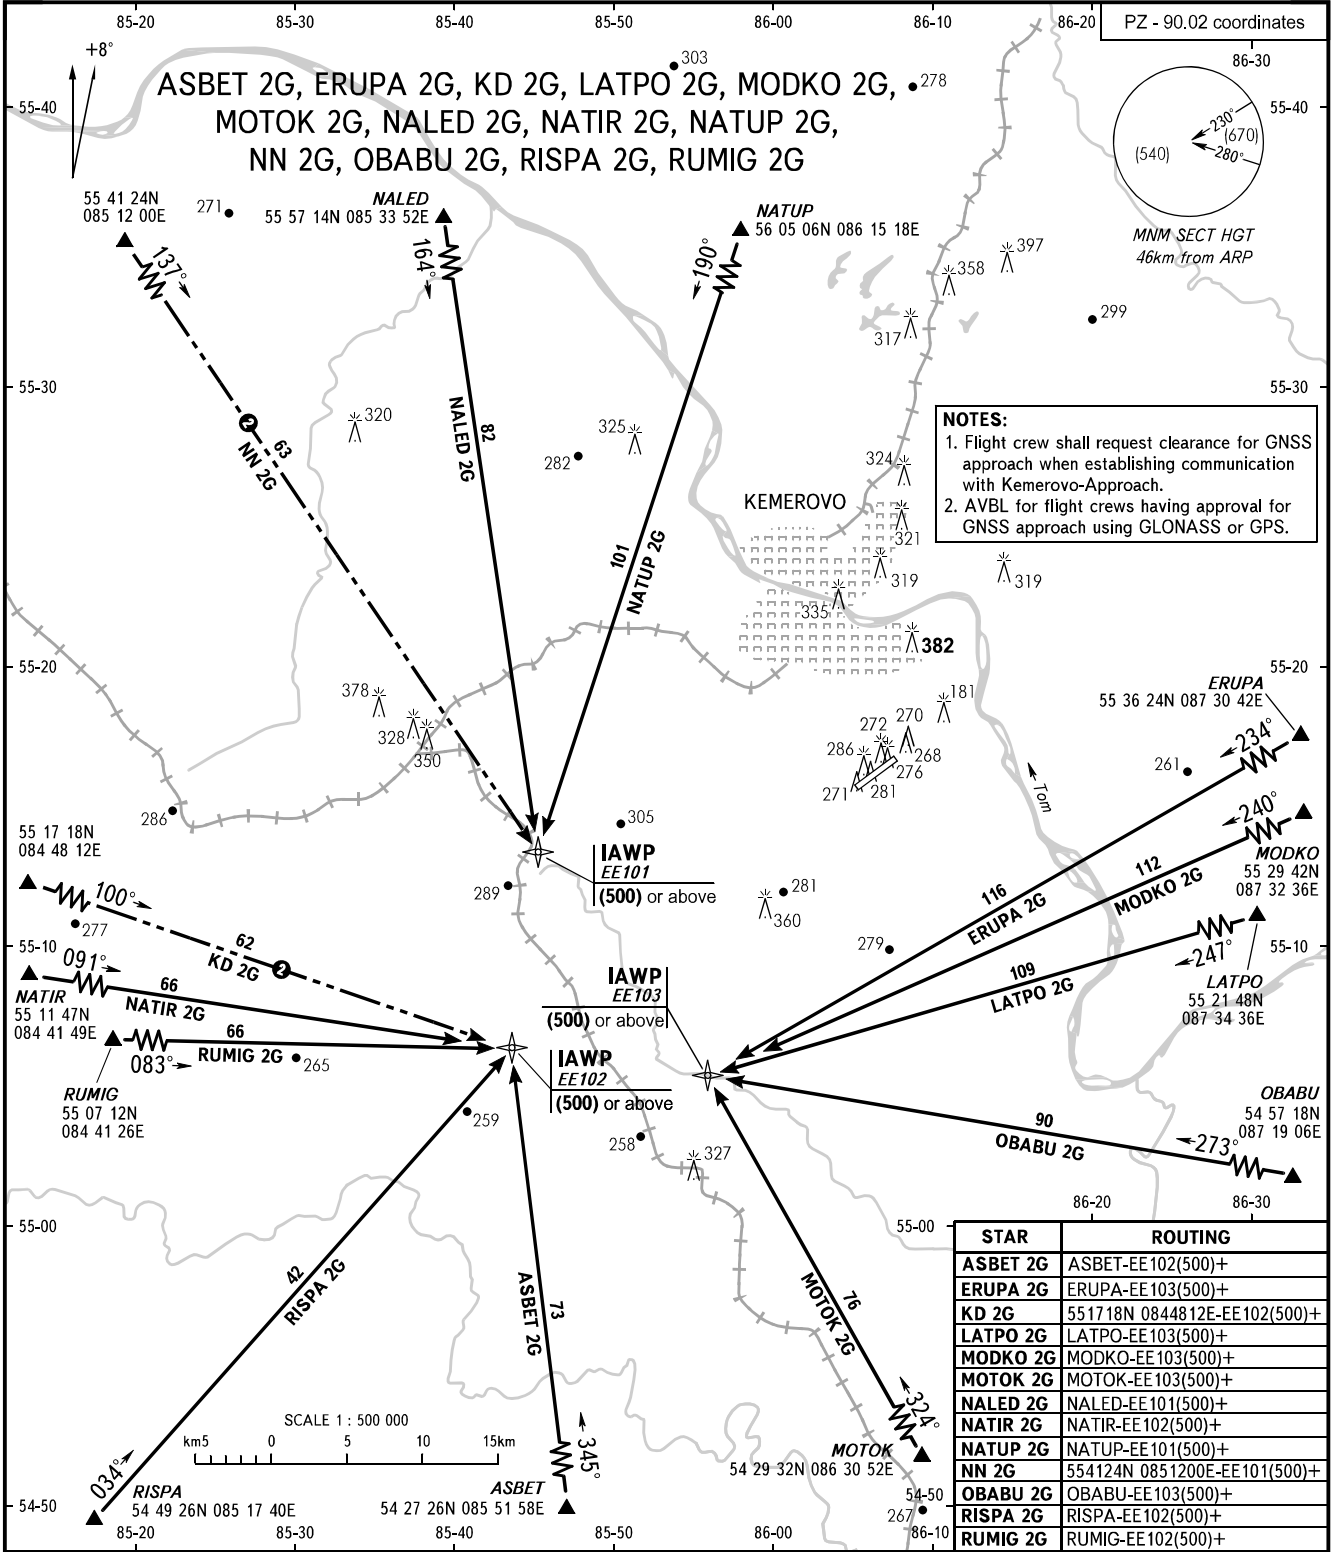 85-20
85-30
85-40
85-50
86-00
86-10
86-20
PZ - 90.02 coordinates
86-30
+8°
303
278
ASBET 2G, ERUPA 2G, KD 2G, LATPO 2G, MODKO 2G,
MOTOK 2G, NALED 2G, NATIR 2G, NATUP 2G,
NN 2G, OBABU 2G, RISPA 2G, RUMIG 2G
55-40
55-40
230°
(670)
(540)
280°
MNM SECT HGT
46km from ARP
55 41 24N
085 12 00E
271
NALED
55 57 14N 085 33 52E
NATUP
56 05 06N 086 15 18E
137°
164°
190°
397
358
317
299
55-30
55-30
2
63
NN 2G
320
82
NALED 2G
325
282
101
NATUP 2G
NOTES:
1. Flight crew shall request clearance for GNSS
approach when establishing communication
with Kemerovo-Approach.
2. AVBL for flight crews having approval for
GNSS approach using GLONASS or GPS.
KEMEROVO
324
321
319
319
335
382
55-20
55-20
378
328
350
181
270
272
286
268
276
271
281
ERUPA
55 36 24N 087 30 42E
234°
261
Tom
286
305
240°
MODKO
55 29 42N
087 32 36E
55 17 18N
084 48 12E
IAWP
EE101
(500) or above
289
281
360
112
MODKO 2G
116
ERUPA 2G
100°
277
62
KD 2G
2
279
247°
LATPO
55 21 48N
087 34 36E
55-10
55-10
091°
66
NATIR 2G
NATIR
55 11 47N
084 41 49E
109
LATPO 2G
IAWP
EE103
(500) or above
66
RUMIG 2G
083°
265
RUMIG
55 07 12N
084 41 26E
IAWP
EE102
(500) or above
259
258
327
90
OBABU 2G
273°
OBABU
54 57 18N
087 19 06E
86-20
86-30
55-00
55-00
42
RISPA 2G
73
ASBET 2G
76
MOTOK 2G
324°
MOTOK
54 29 32N 086 30 52E
SCALE 1 : 500 000
km5
0
5
10
15km
034°
345°
RISPA
54 49 26N 085 17 40E
ASBET
54 27 26N 085 51 58E
54-50
54-50
267
85-20
85-30
85-40
85-50
86-00
86-10
STAR ROUTING
ASBET 2G ASBET-EE102(500)+
ERUPA 2G ERUPA-EE103(500)+
KD 2G 551718N 0844812E-EE102(500)+
LATPO 2G LATPO-EE103(500)+
MODKO 2G MODKO-EE103(500)+
MOTOK 2G MOTOK-EE103(500)+
NALED 2G NALED-EE101(500)+
NATIR 2G NATIR-EE102(500)+
NATUP 2G NATUP-EE101(500)+
NN 2G 554124N 0851200E-EE101(500)+
OBABU 2G OBABU-EE103(500)+
RISPA 2G RISPA-EE102(500)+
RUMIG 2G RUMIG-EE102(500)+